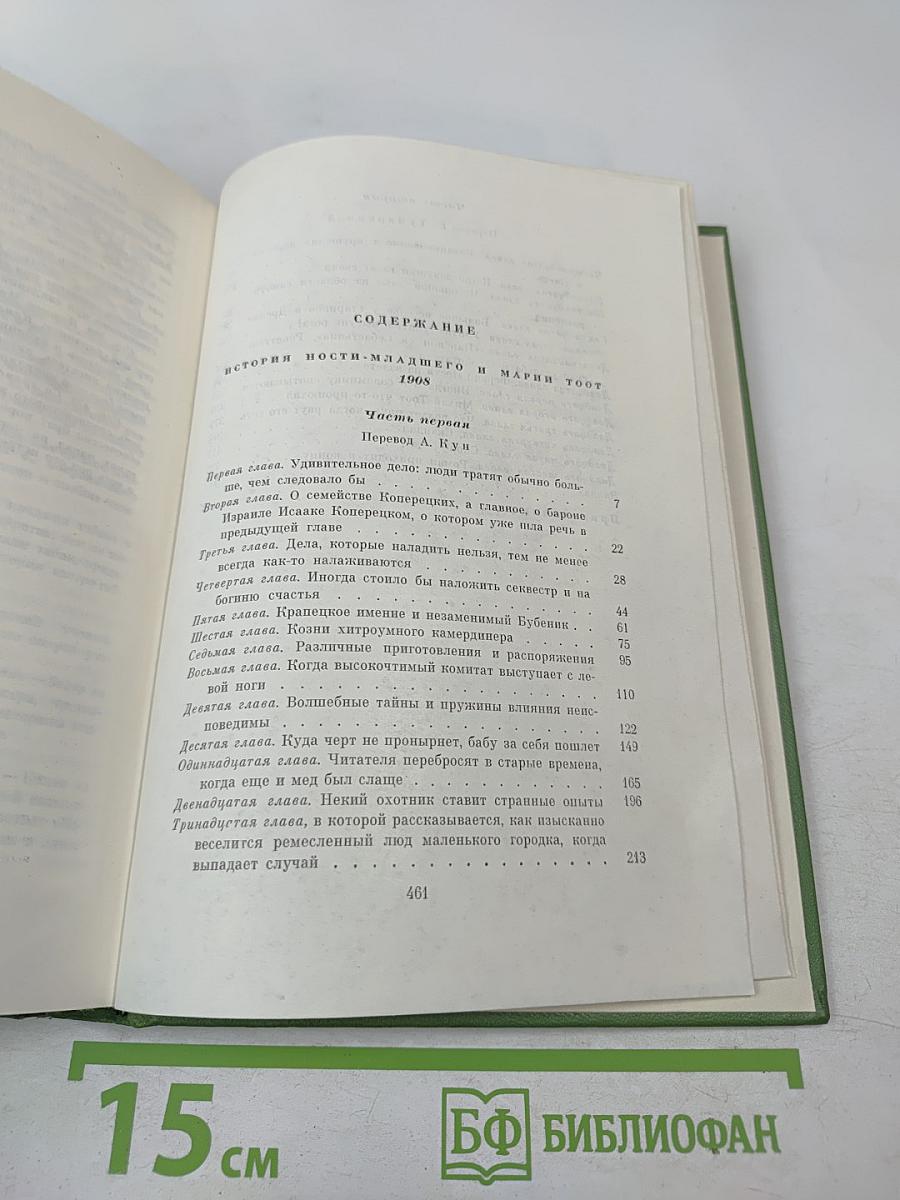 СОДЕРЖАНИЕ
ИСТОРИЯ НОСТИ-МЛАДШЕГО И МАРИИ ТООТ
1908
Часть первая
Перевод А. Кун
Первая глава. Удивительное дело: люди тратят обычно боль-
ше, чем следовало бы . . . . . . . . . . . . 7
Вторая глава. О семействе Коперецких, а главное, о бароне
Израиле Исааке Коперецком, о котором уже шла речь в
предыдущей главе . . . . . . . . . . . . . 22
Третья глава. Дела, которые наладить нельзя, тем не менее
всегда как-то налаживаются . . . . . . . . . . 28
Четвертая глава. Иногда стоило бы наложить секвестр и на
богиню счастья . . . . . . . . . . . . . . 44
Пятая глава. Крапецкое имение и незаменимый Бубеник . . 61
Шестая глава. Козни хитроумного камердинера . . . . . 75
Седьмая глава. Различные приготовления и распоряжения 95
Восьмая глава. Когда высокочтимый комитат выступает с ле-
вой ноги . . . . . . . . . . . . . . . . . 110
Девятая глава. Волшебные тайны и пружины влияния неис-
поведимы . . . . . . . . . . . . . . . . . 122
Десятая глава. Куда черт не пронырнет, бабу за себя пошлет 149
Одиннадцатая глава. Читателя перебросят в старые времена,
когда еще и мед был слаще . . . . . . . . . . . 165
Двенадцатая глава. Некий охотник ставит странные опыты 196
Тринадцстая глава, в которой рассказывается, как изысканно
веселится ремесленный люд маленького городка, когда
выпадает случай . . . . . . . . . . . . . . . 213
461
15 см
БФ БИБЛИОФАН